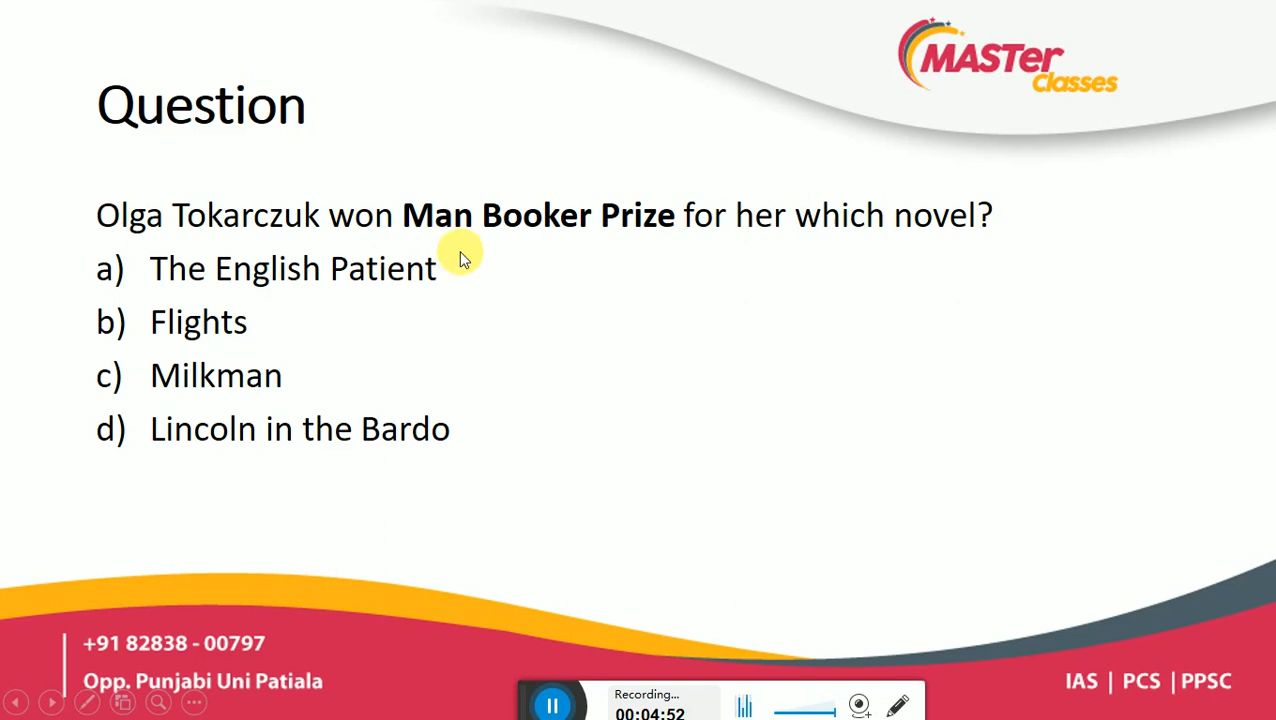 MASTer
Classes
Question
Olga Tokarczuk won Man Booker Prize for her which novel?
a) The English Patient
b) Flights
c) Milkman
d) Lincoln in the Bardo
+91 82838 - 00797
Opp. Punjabi Uni Patiala
IAS | PCS | PPSC
Recording...
00:04:52